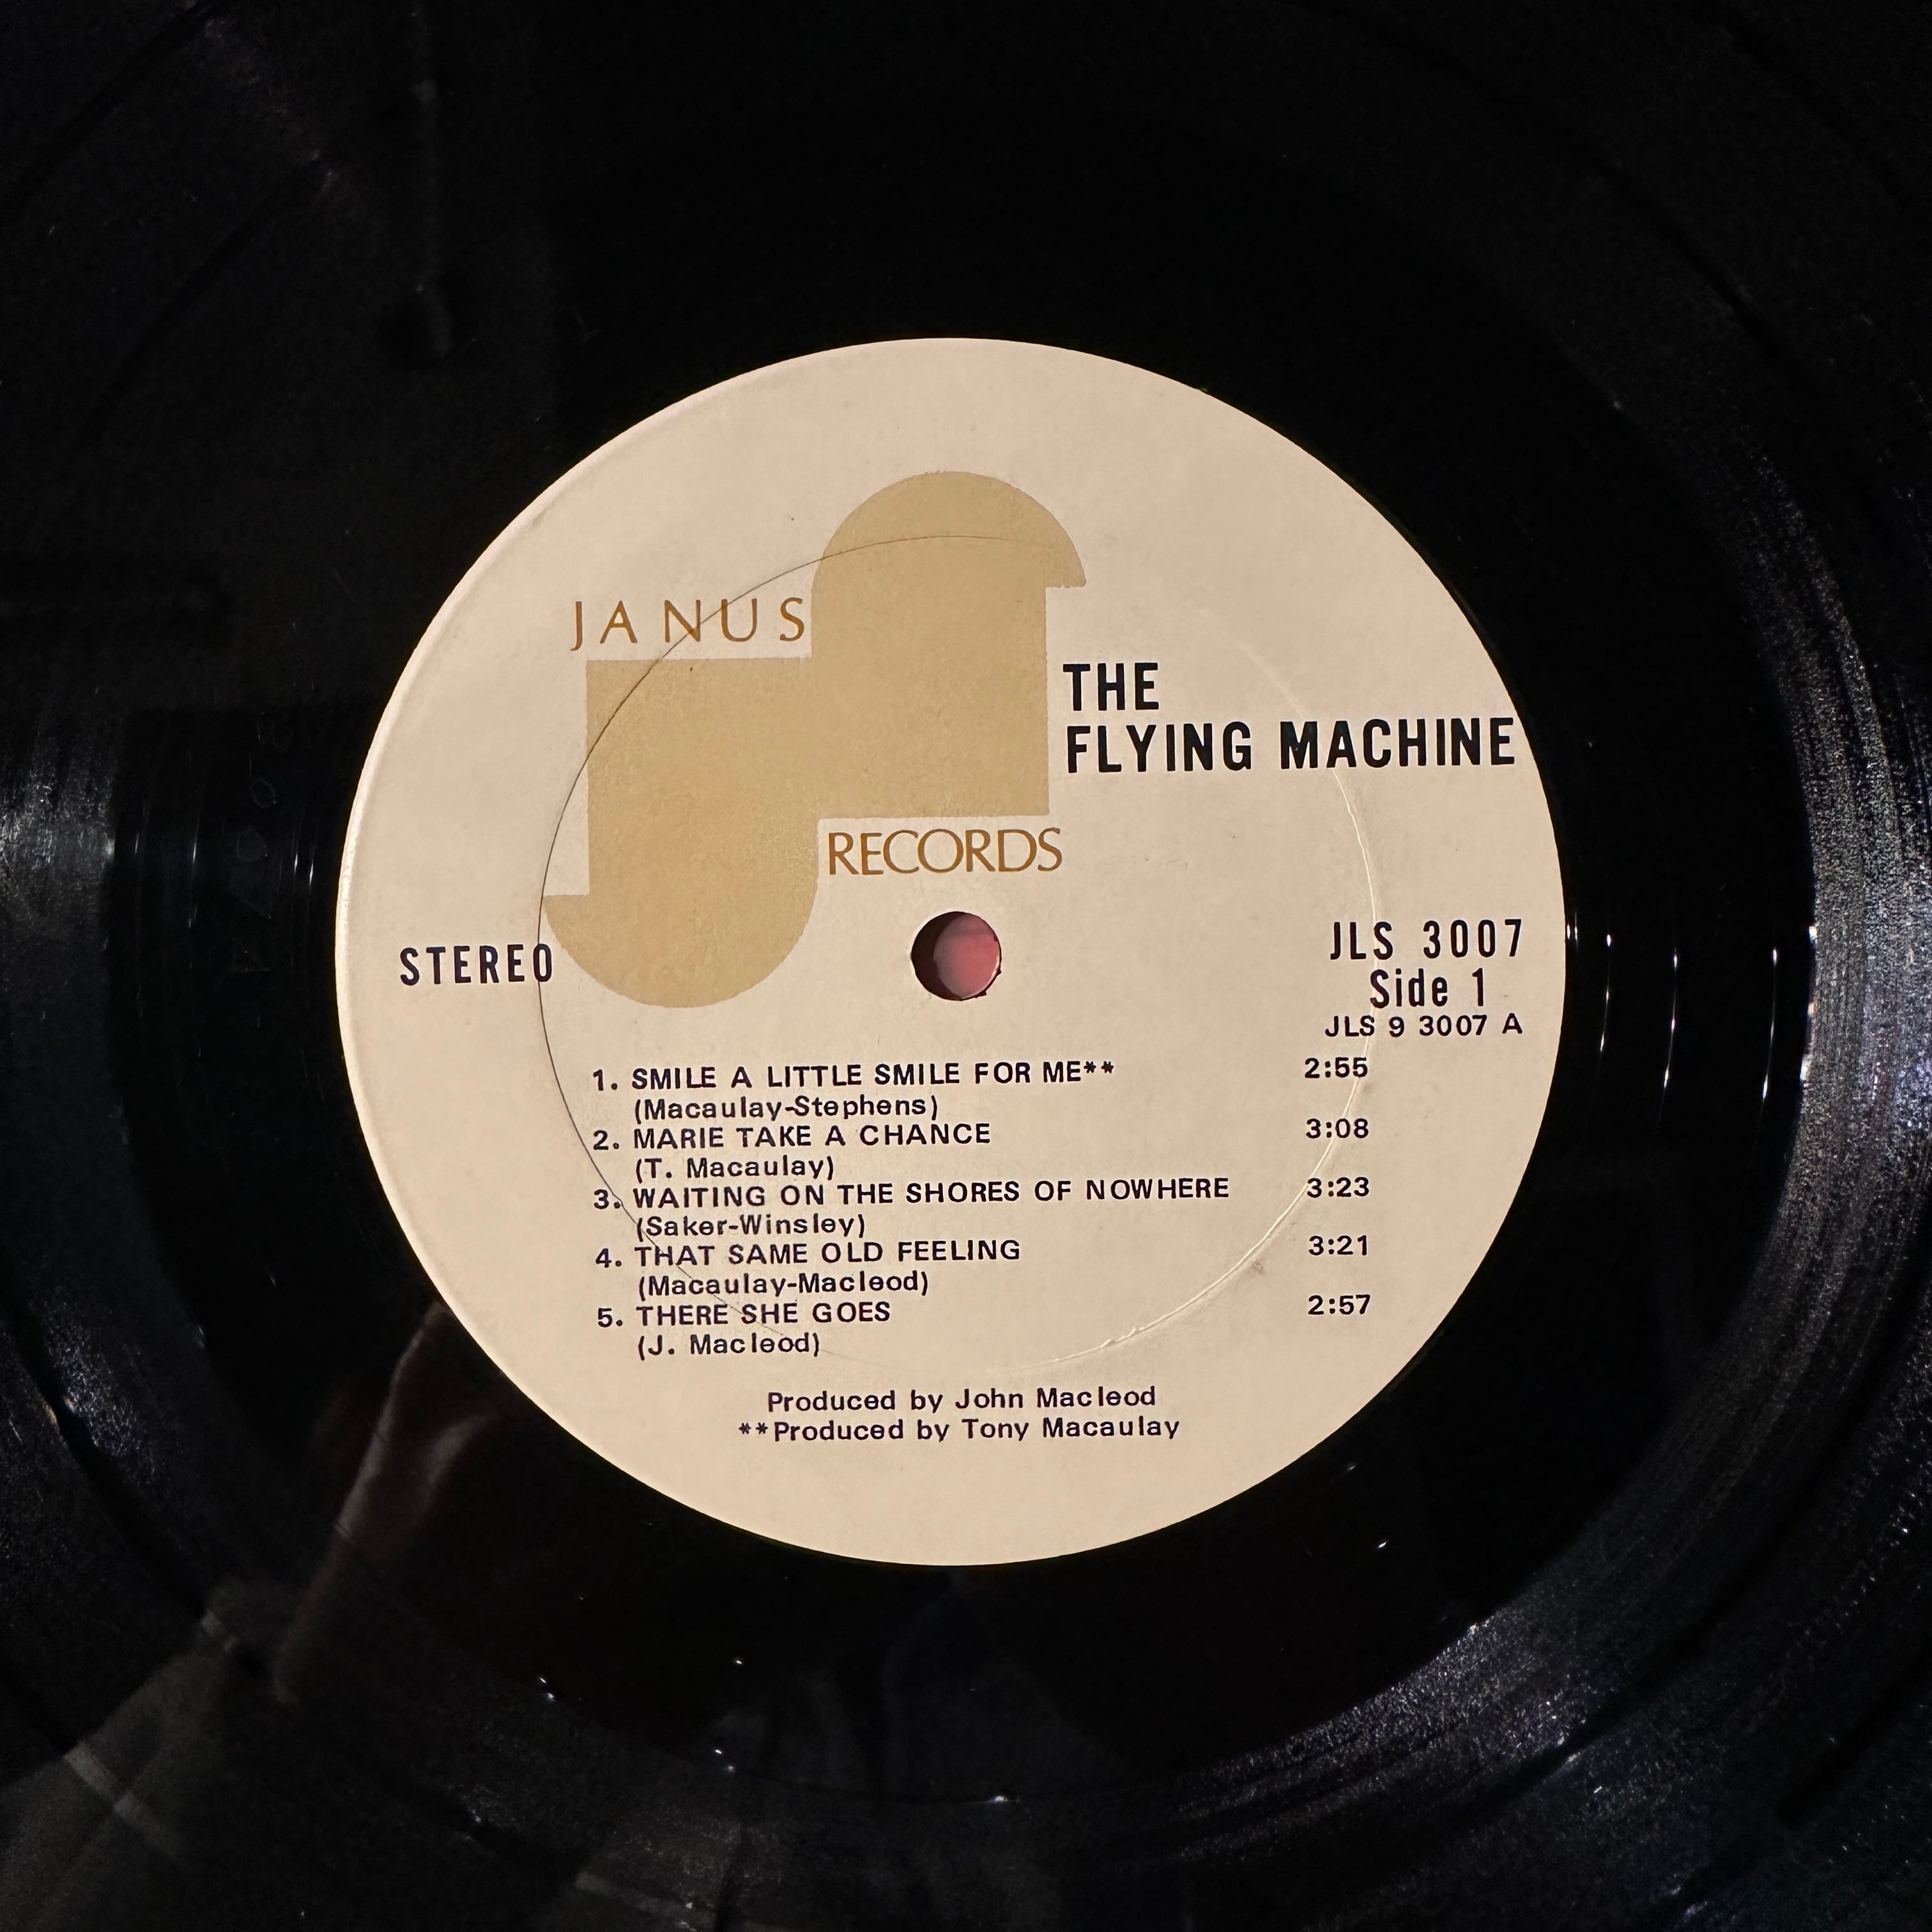 JANUS
RECORDS
THE
FLYING MACHINE
STEREO
JLS 3007
Side 1
JLS 9 3007 A
1. SMILE A LITTLE SMILE FOR ME** 2:55
(Macaulay-Stephens)
2. MARIE TAKE A CHANCE 3:08
(T. Macaulay)
3. WAITING ON THE SHORES OF NOWHERE 3:23
(Saker-Winsley)
4. THAT SAME OLD FEELING 3:21
(Macaulay-Macleod)
5. THERE SHE GOES 2:57
(J. Macleod)
Produced by John Macleod
**Produced by Tony Macaulay